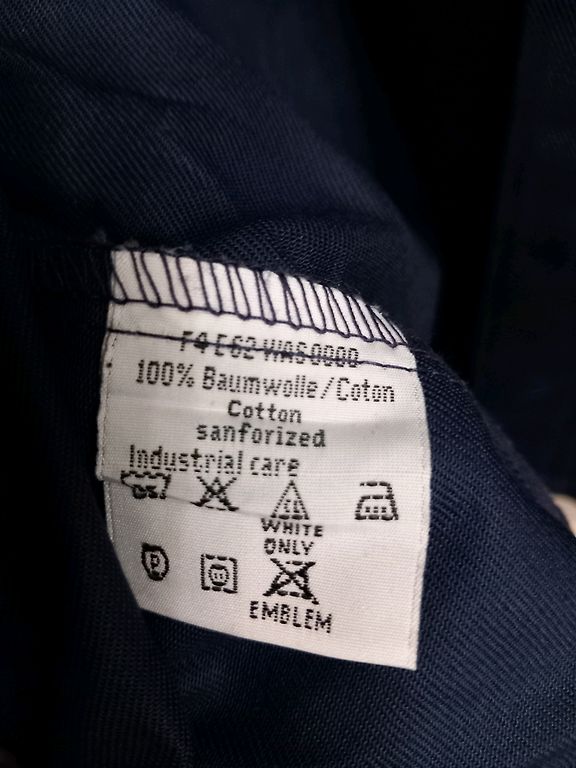 100% Baumwolle/Coton
Cotton
sanforized
Industrial care
WHITE
ONLY
P
EMBLEM